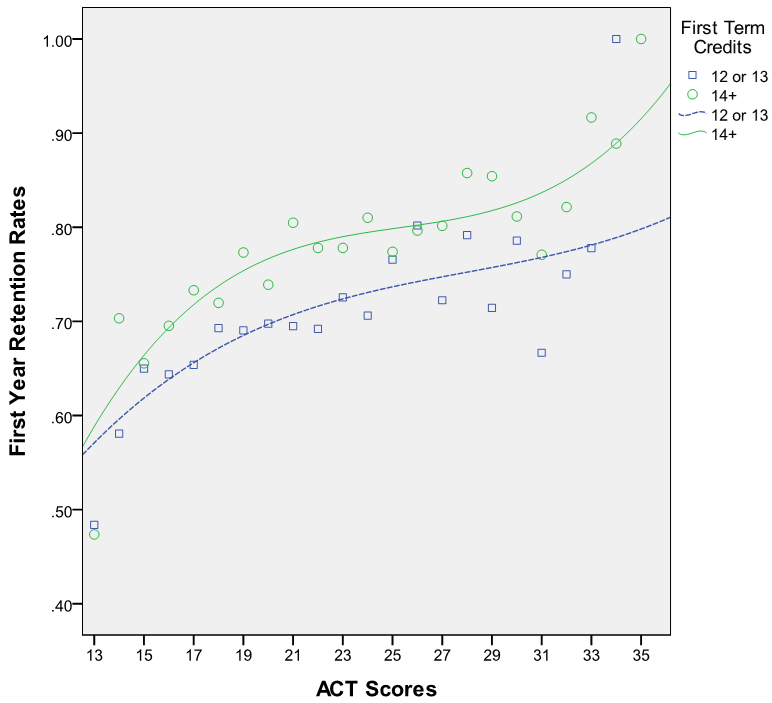 First Term
Credits
12 or 13
14+
12 or 13
14+
First Year Retention Rates
1.00
.90
.80
.70
.60
.50
.40
13 15 17 19 21 23 25 27 29 31 33 35
ACT Scores